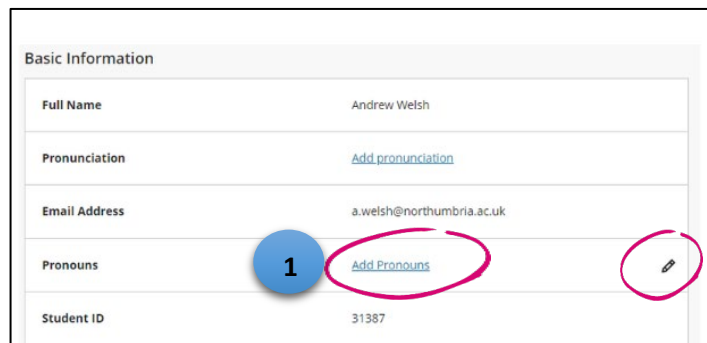 Basic Information
Full Name Andrew Welsh
Pronunciation Add pronunciation
Email Address a.welsh@northumbria.ac.uk
1
Pronouns Add Pronouns
Student ID 31387